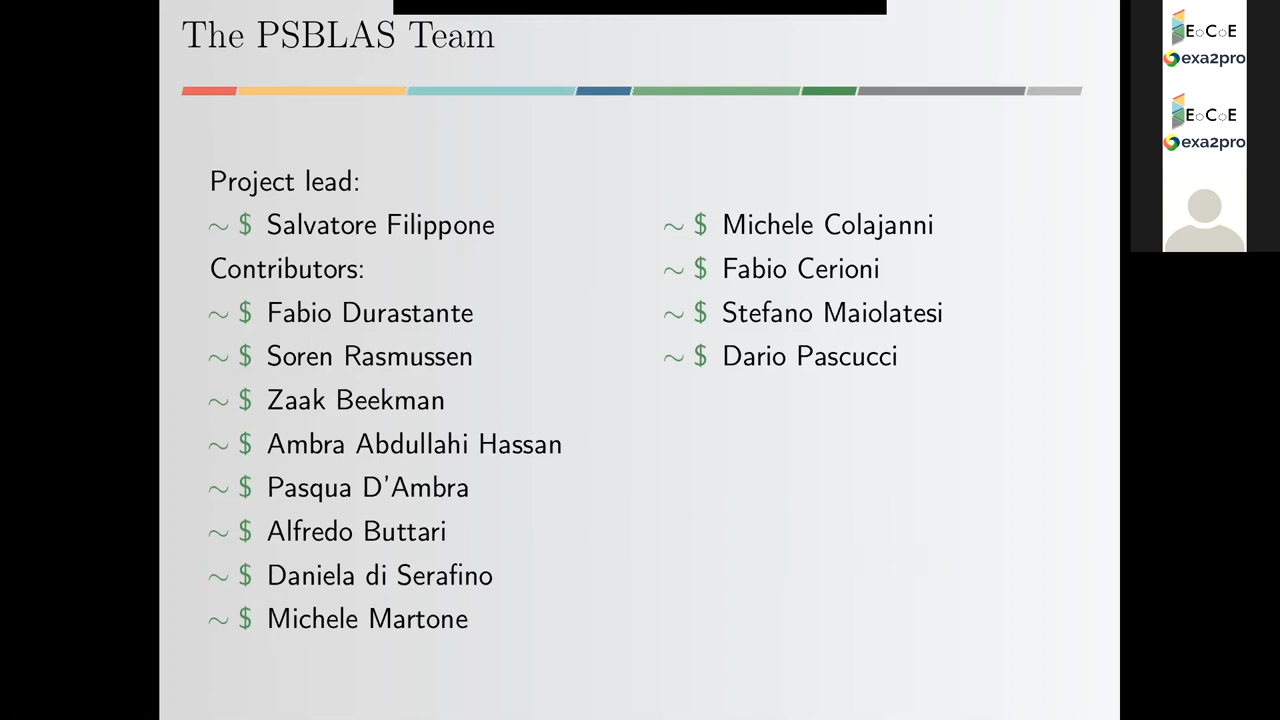 The PSBLAS Team
Project lead:
~ $ Salvatore Filippone
Contributors:
~ $ Fabio Durastante
~ $ Soren Rasmussen
~ $ Zaak Beekman
~ $ Ambra Abdullahi Hassan
~ $ Pasqua D'Ambra
~ $ Alfredo Buttari
~ $ Daniela di Serafino
~ $ Michele Martone
~ $ Michele Colajanni
~ $ Fabio Cerioni
~ $ Stefano Maiolatesi
~ $ Dario Pascucci
EoCoE
exa2pro
EoCoE
exa2pro